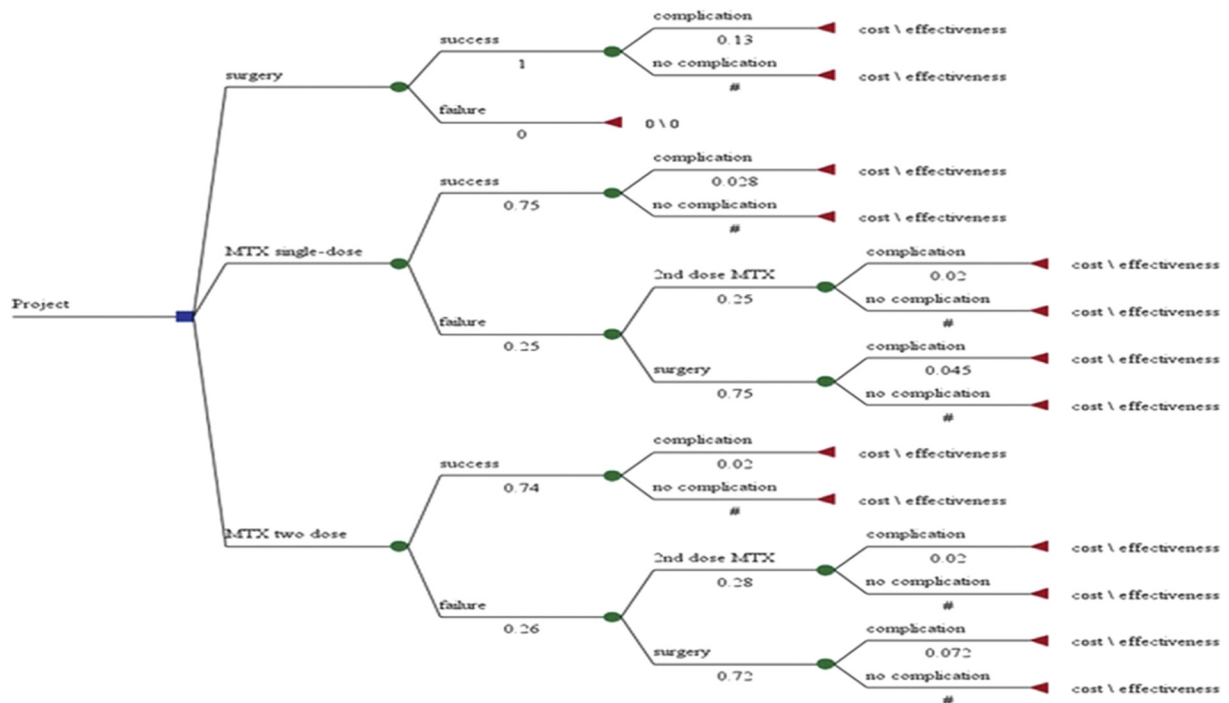 complication
cost \ effectiveness
0.13
success
1
no complication
cost \ effectiveness
#
surgery
failure
0 \ 0
0
complication
cost \ effectiveness
0.028
success
0.75
no complication
cost \ effectiveness
#
MTX single-dose
complication
cost \ effectiveness
0.02
2nd dose MTX
0.25
no complication
cost \ effectiveness
#
Project
failure
0.25
complication
cost \ effectiveness
0.045
surgery
0.75
no complication
cost \ effectiveness
#
complication
cost \ effectiveness
0.02
success
0.74
no complication
cost \ effectiveness
#
MTX two dose
complication
cost \ effectiveness
0.02
2nd dose MTX
0.28
no complication
cost \ effectiveness
#
failure
0.26
complication
cost \ effectiveness
0.072
surgery
0.72
no complication
cost \ effectiveness
#